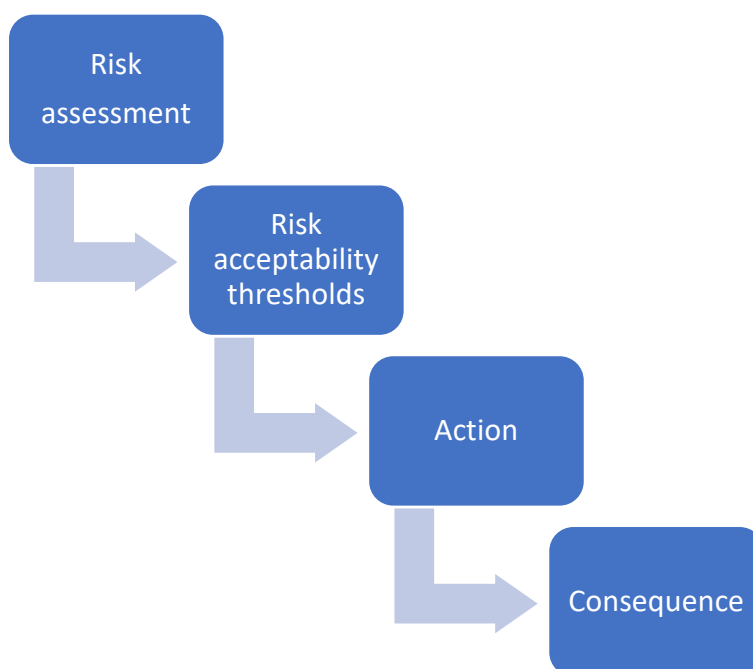 Risk
assessment
Risk
acceptability
thresholds
Action
Consequence